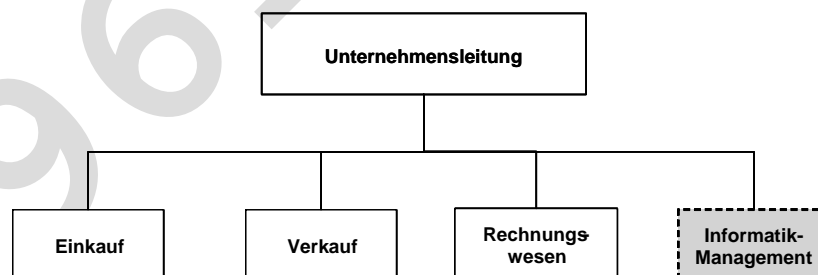 Unternehmensleitung
Einkauf
Verkauf
Rechnungs-
wesen
Informatik-
Management